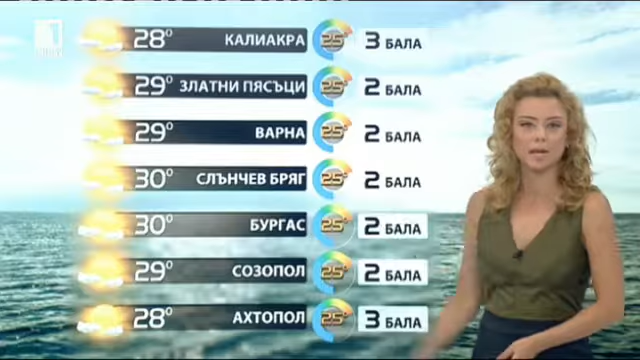 28° КАЛИАКРА 25° 3 БАЛА
29° ЗЛАТНИ ПЯСЪЦИ 25° 2 БАЛА
29° ВАРНА 25° 2 БАЛА
30° СЛЪНЧЕВ БРЯГ 25° 2 БАЛА
30° БУРГАС 25° 2 БАЛА
29° СОЗОПОЛ 25° 2 БАЛА
28° АХТОПОЛ 25° 3 БАЛА